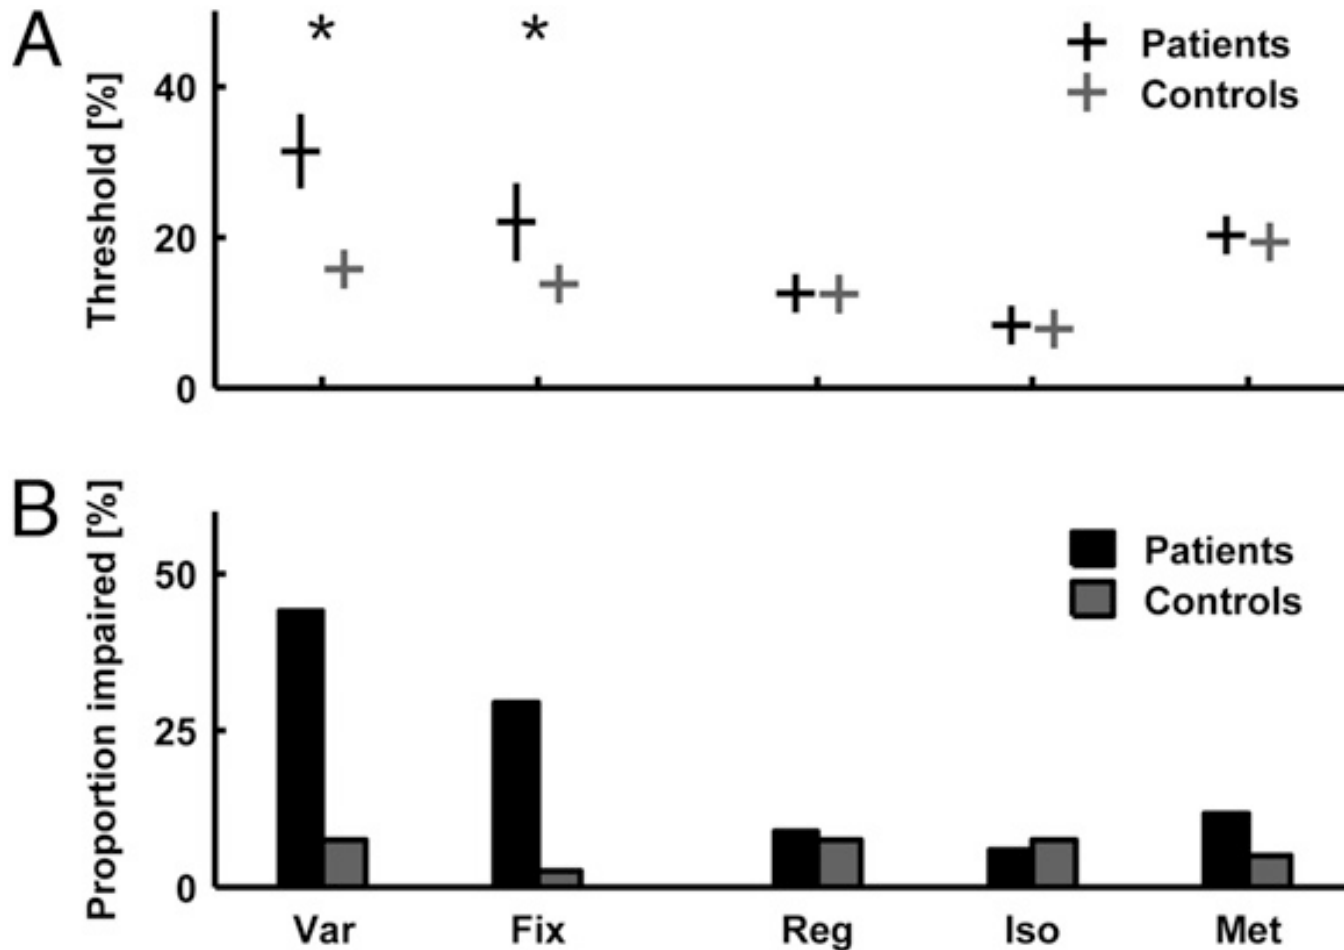 A
*
*
Patients
Controls
Threshold [%]
40
20
0
B
Proportion impaired [%]
Patients
Controls
50
25
0
Var Fix Reg Iso Met